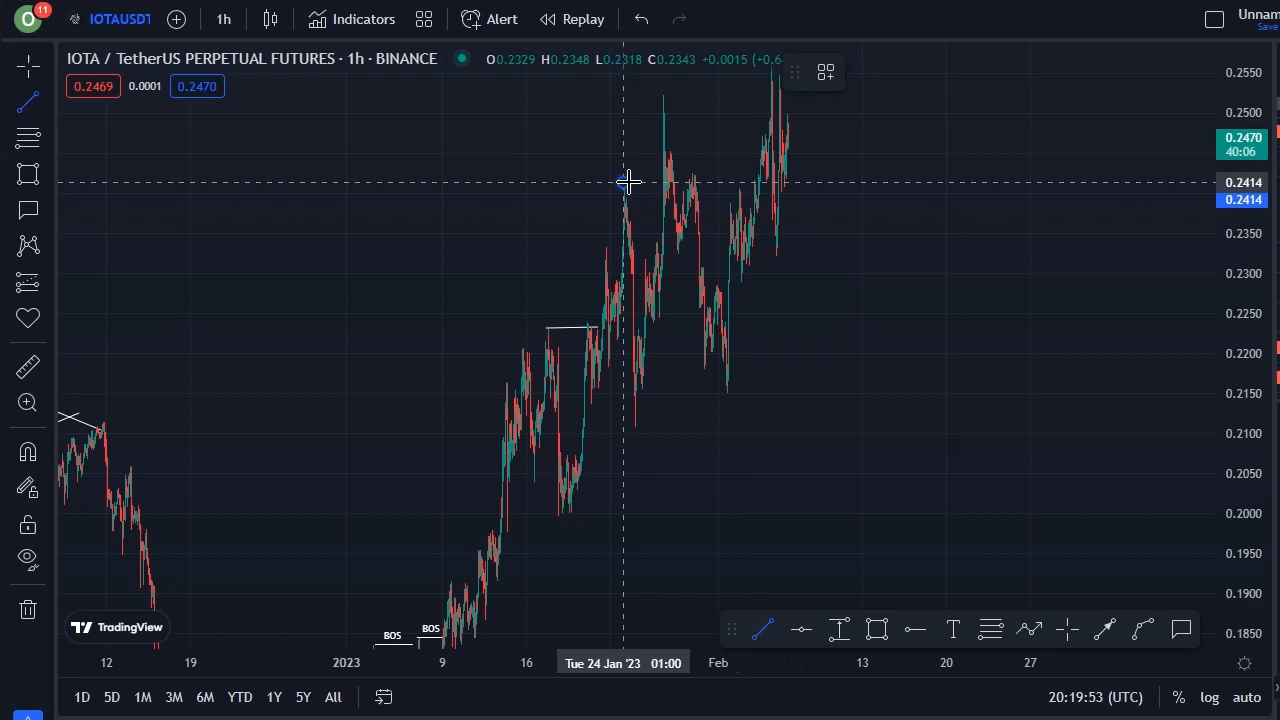 O
11
IOTAUSDT
1h
Indicators
Alert
Replay
Unnam
Save
IOTA / TetherUS PERPETUAL FUTURES · 1h · BINANCE
O0.2329 H0.2348 L0.2318 C0.2343 +0.0015 (+0.6
0.2469
0.0001
0.2470
0.2550
0.2500
0.2470
40:06
0.2414
0.2414
0.2350
0.2300
0.2250
0.2200
0.2150
0.2100
0.2050
0.2000
0.1950
0.1900
0.1850
BOS
BOS
TradingView
T
12
19
2023
9
16
Tue 24 Jan '23 01:00
Feb
13
20
27
1D
5D
1M
3M
6M
YTD
1Y
5Y
All
20:19:53 (UTC)
%
log
auto